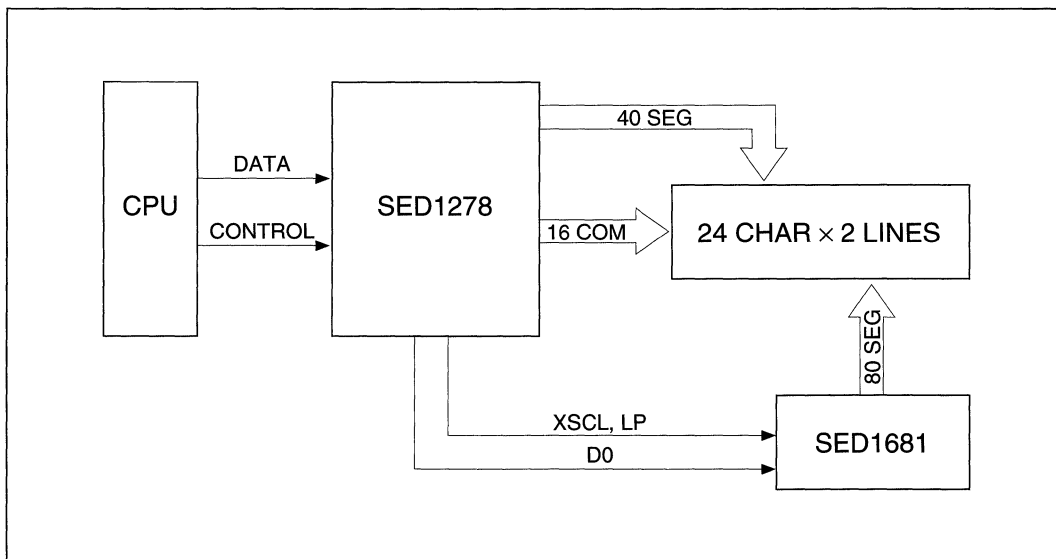 40 SEG
DATA
CPU
SED1278
CONTROL
16 COM
24 CHAR × 2 LINES
80 SEG
XSCL, LP
D0
SED1681